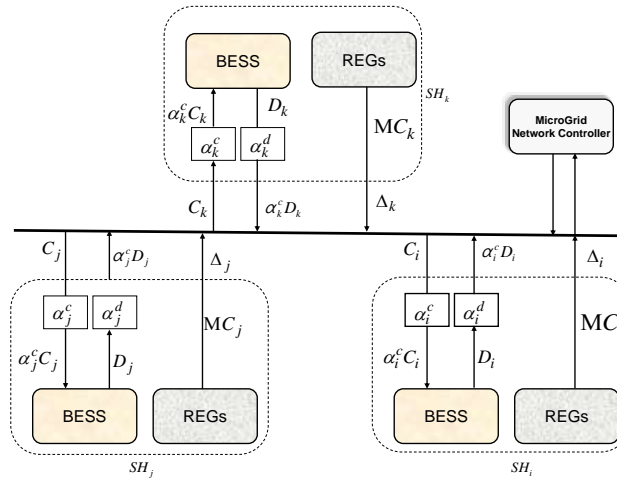 BESS
REGs
SH_k
α_k^c C_k
D_k
MC_k
α_k^c
α_k^d
MicroGrid
Network Controller
C_k
α_k^c D_k
Δ_k
C_j
α_j^c D_j
Δ_j
C_i
α_i^c D_i
Δ_i
α_j^c
α_j^d
MC_j
α_i^c
α_i^d
MC
α_j^c C_j
D_j
α_i^c C_i
D_i
BESS
REGs
BESS
REGs
SH_j
SH_i